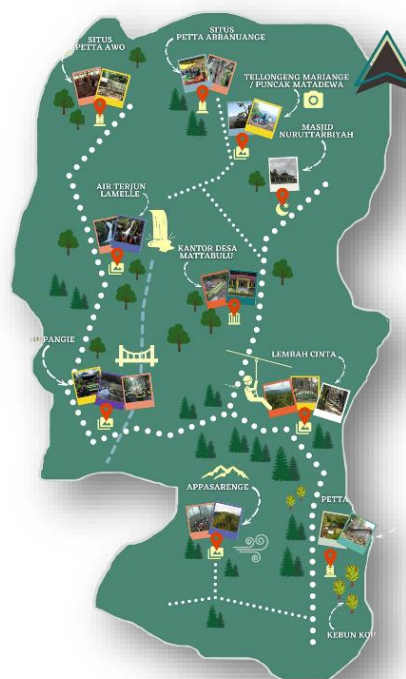 SITUS
PETTA AWO
SITUS
PETTA ABBANUANGE
TELLONGENG MARIANGE
/ PUNCAK MATADEWA
MASJID
NURUTTARBIYAH
AIR TERJUN
LAMELLE
KANTOR DESA
MATTABULU
PANGIE
LEMBAH CINTA
APPASARENGE
PETTA
KEBUN KOP